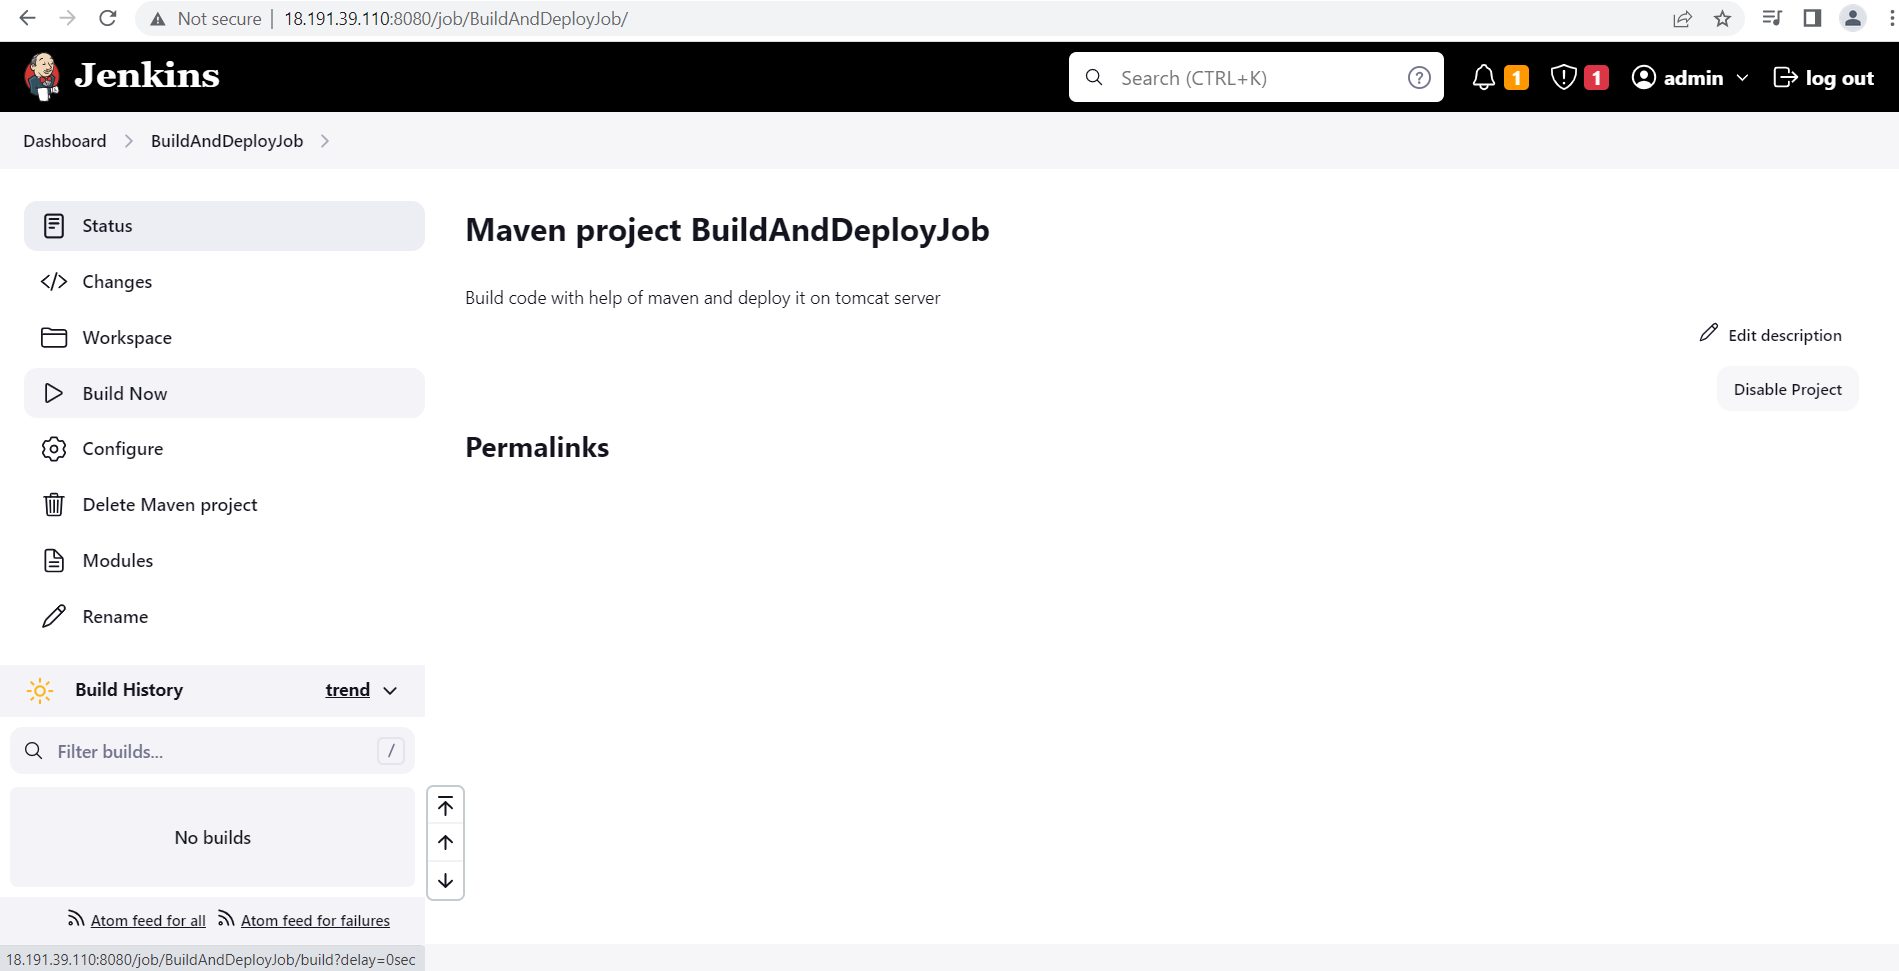 Not secure | 18.191.39.110:8080/job/BuildAndDeployJob/
Jenkins
Search (CTRL+K)
?
1
1
admin
log out
Dashboard
BuildAndDeployJob
Status
Changes
Workspace
Build Now
Configure
Delete Maven project
Modules
Rename
Build History
trend
Filter builds...
/
No builds
Atom feed for all
Atom feed for failures
18.191.39.110:8080/job/BuildAndDeployJob/build?delay=0sec
Maven project BuildAndDeployJob
Build code with help of maven and deploy it on tomcat server
Edit description
Disable Project
Permalinks